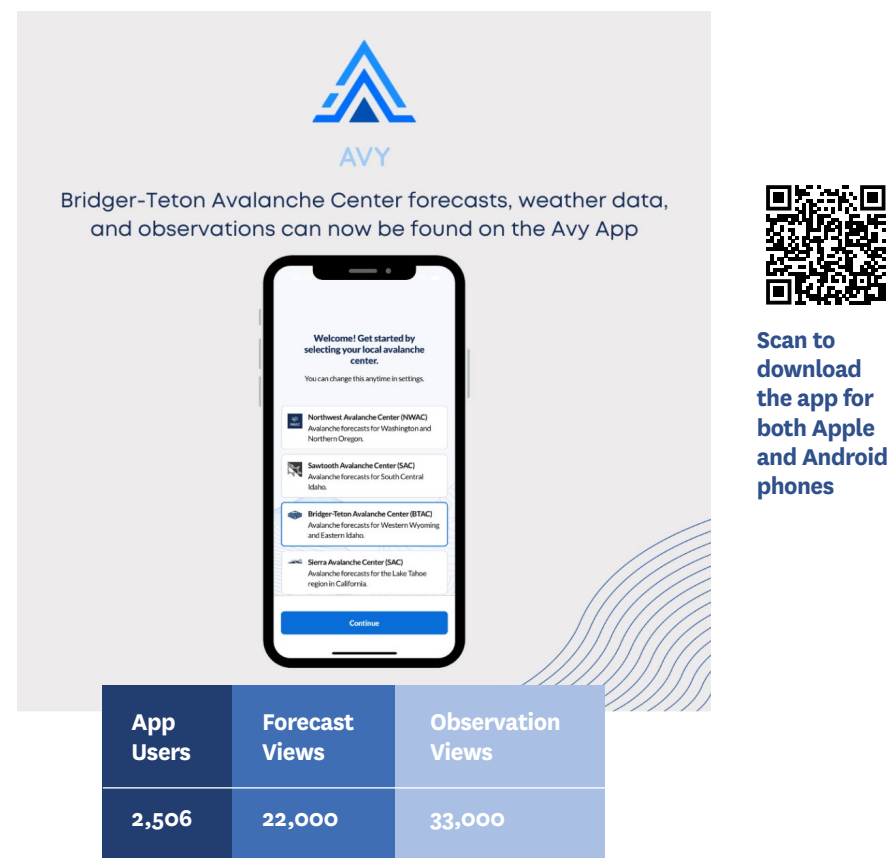 AVY
Bridger-Teton Avalanche Center forecasts, weather data,
and observations can now be found on the Avy App
Welcome! Get started by
selecting your local avalanche
center.
You can change this anytime in settings.
NWAC
Northwest Avalanche Center (NWAC)
Avalanche forecasts for Washington and
Northern Oregon.
Sawtooth Avalanche Center (SAC)
Avalanche forecasts for South Central
Idaho.
Bridger-Teton Avalanche Center (BTAC)
Avalanche forecasts for Western Wyoming
and Eastern Idaho.
Sierra Avalanche Center (SAC)
Avalanche forecasts for the Lake Tahoe
region in California.
Continue
Scan to
download
the app for
both Apple
and Android
phones
App Users
Forecast Views
Observation Views
2,506
22,000
33,000